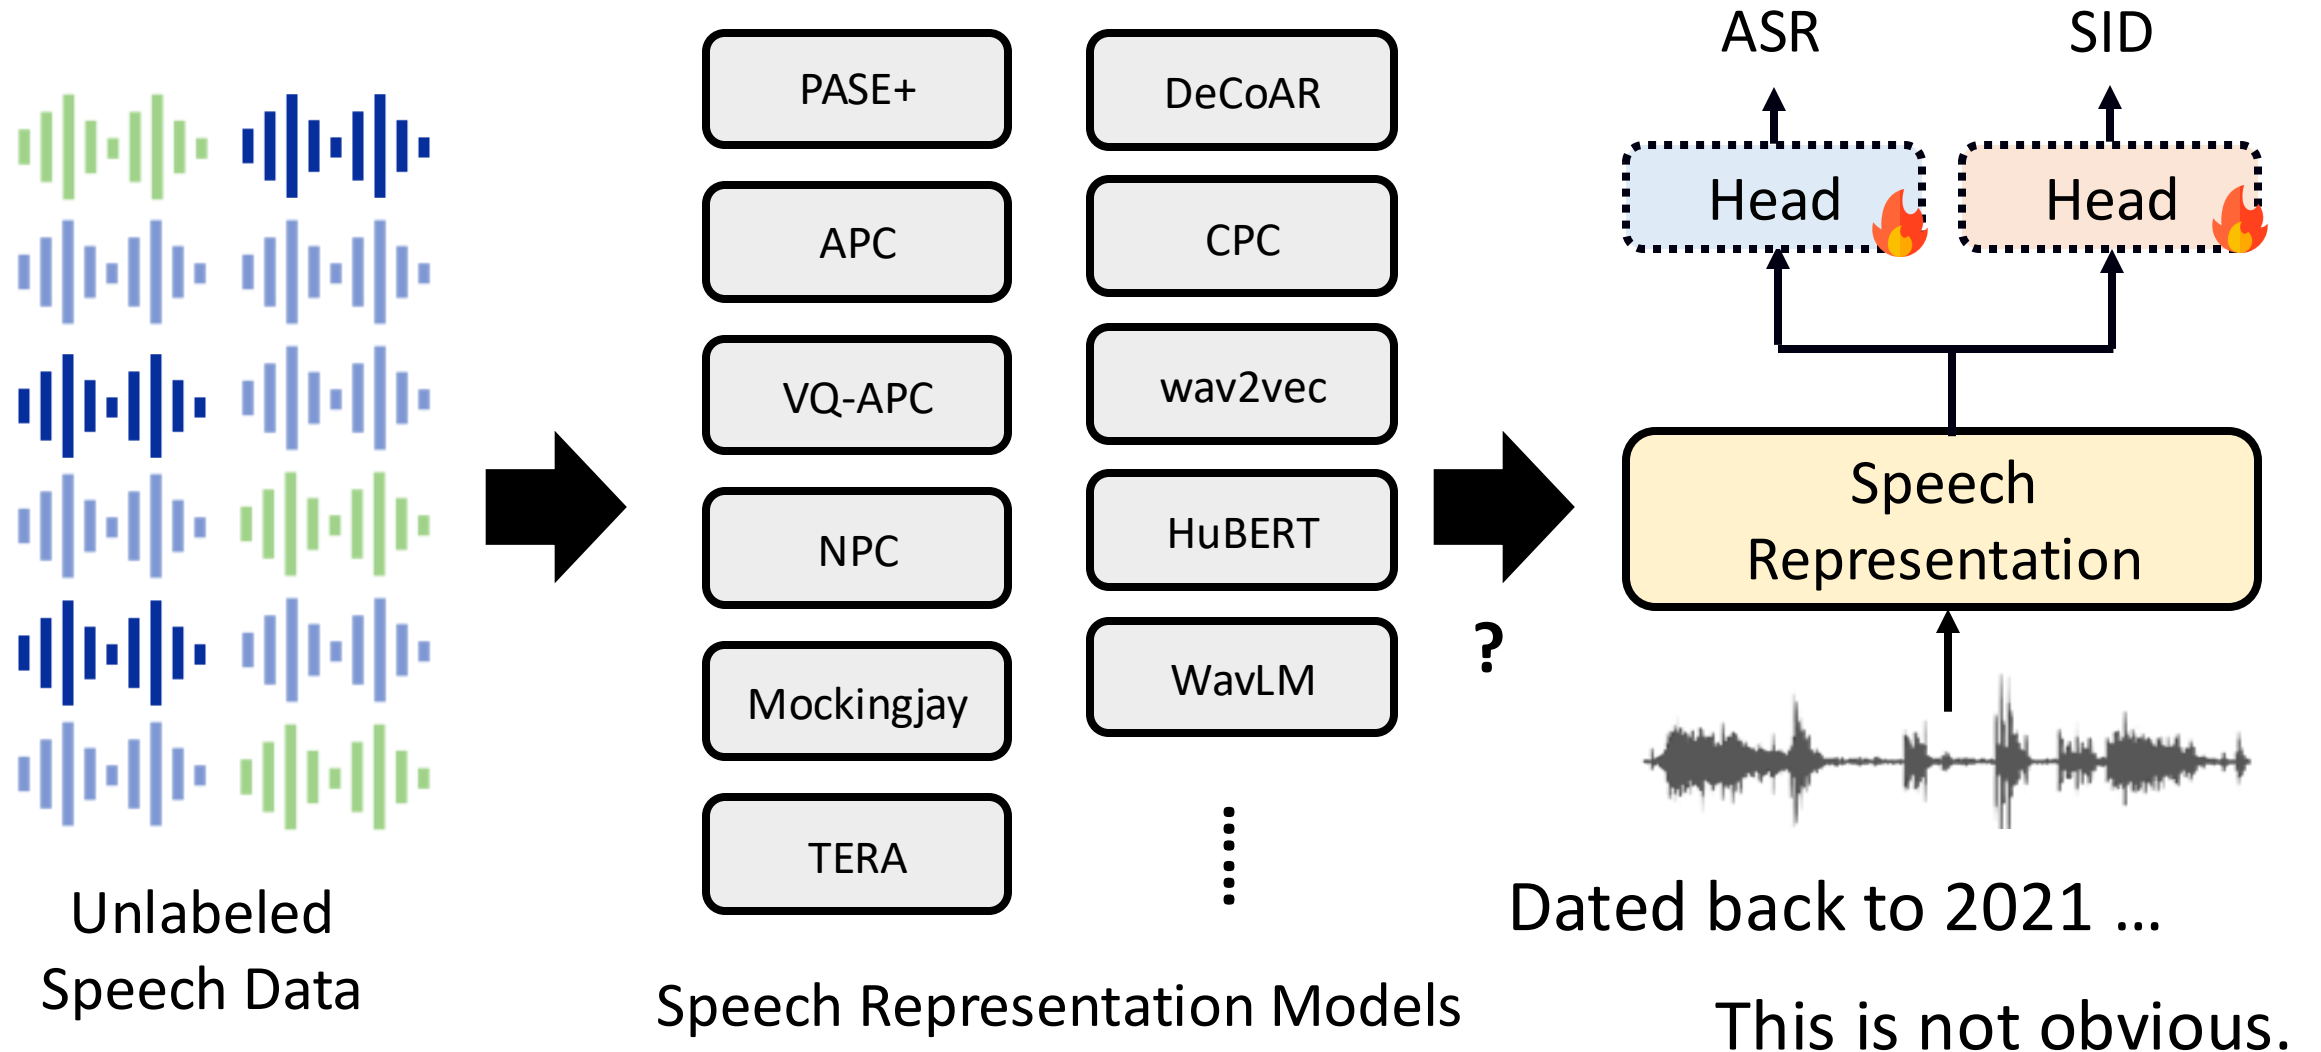 Unlabeled
Speech Data
PASE+
APC
VQ-APC
NPC
Mockingjay
TERA
DeCoAR
CPC
wav2vec
HuBERT
WavLM
Speech Representation Models
?
ASR
SID
Head
Head
Speech
Representation
Dated back to 2021 ...
This is not obvious.